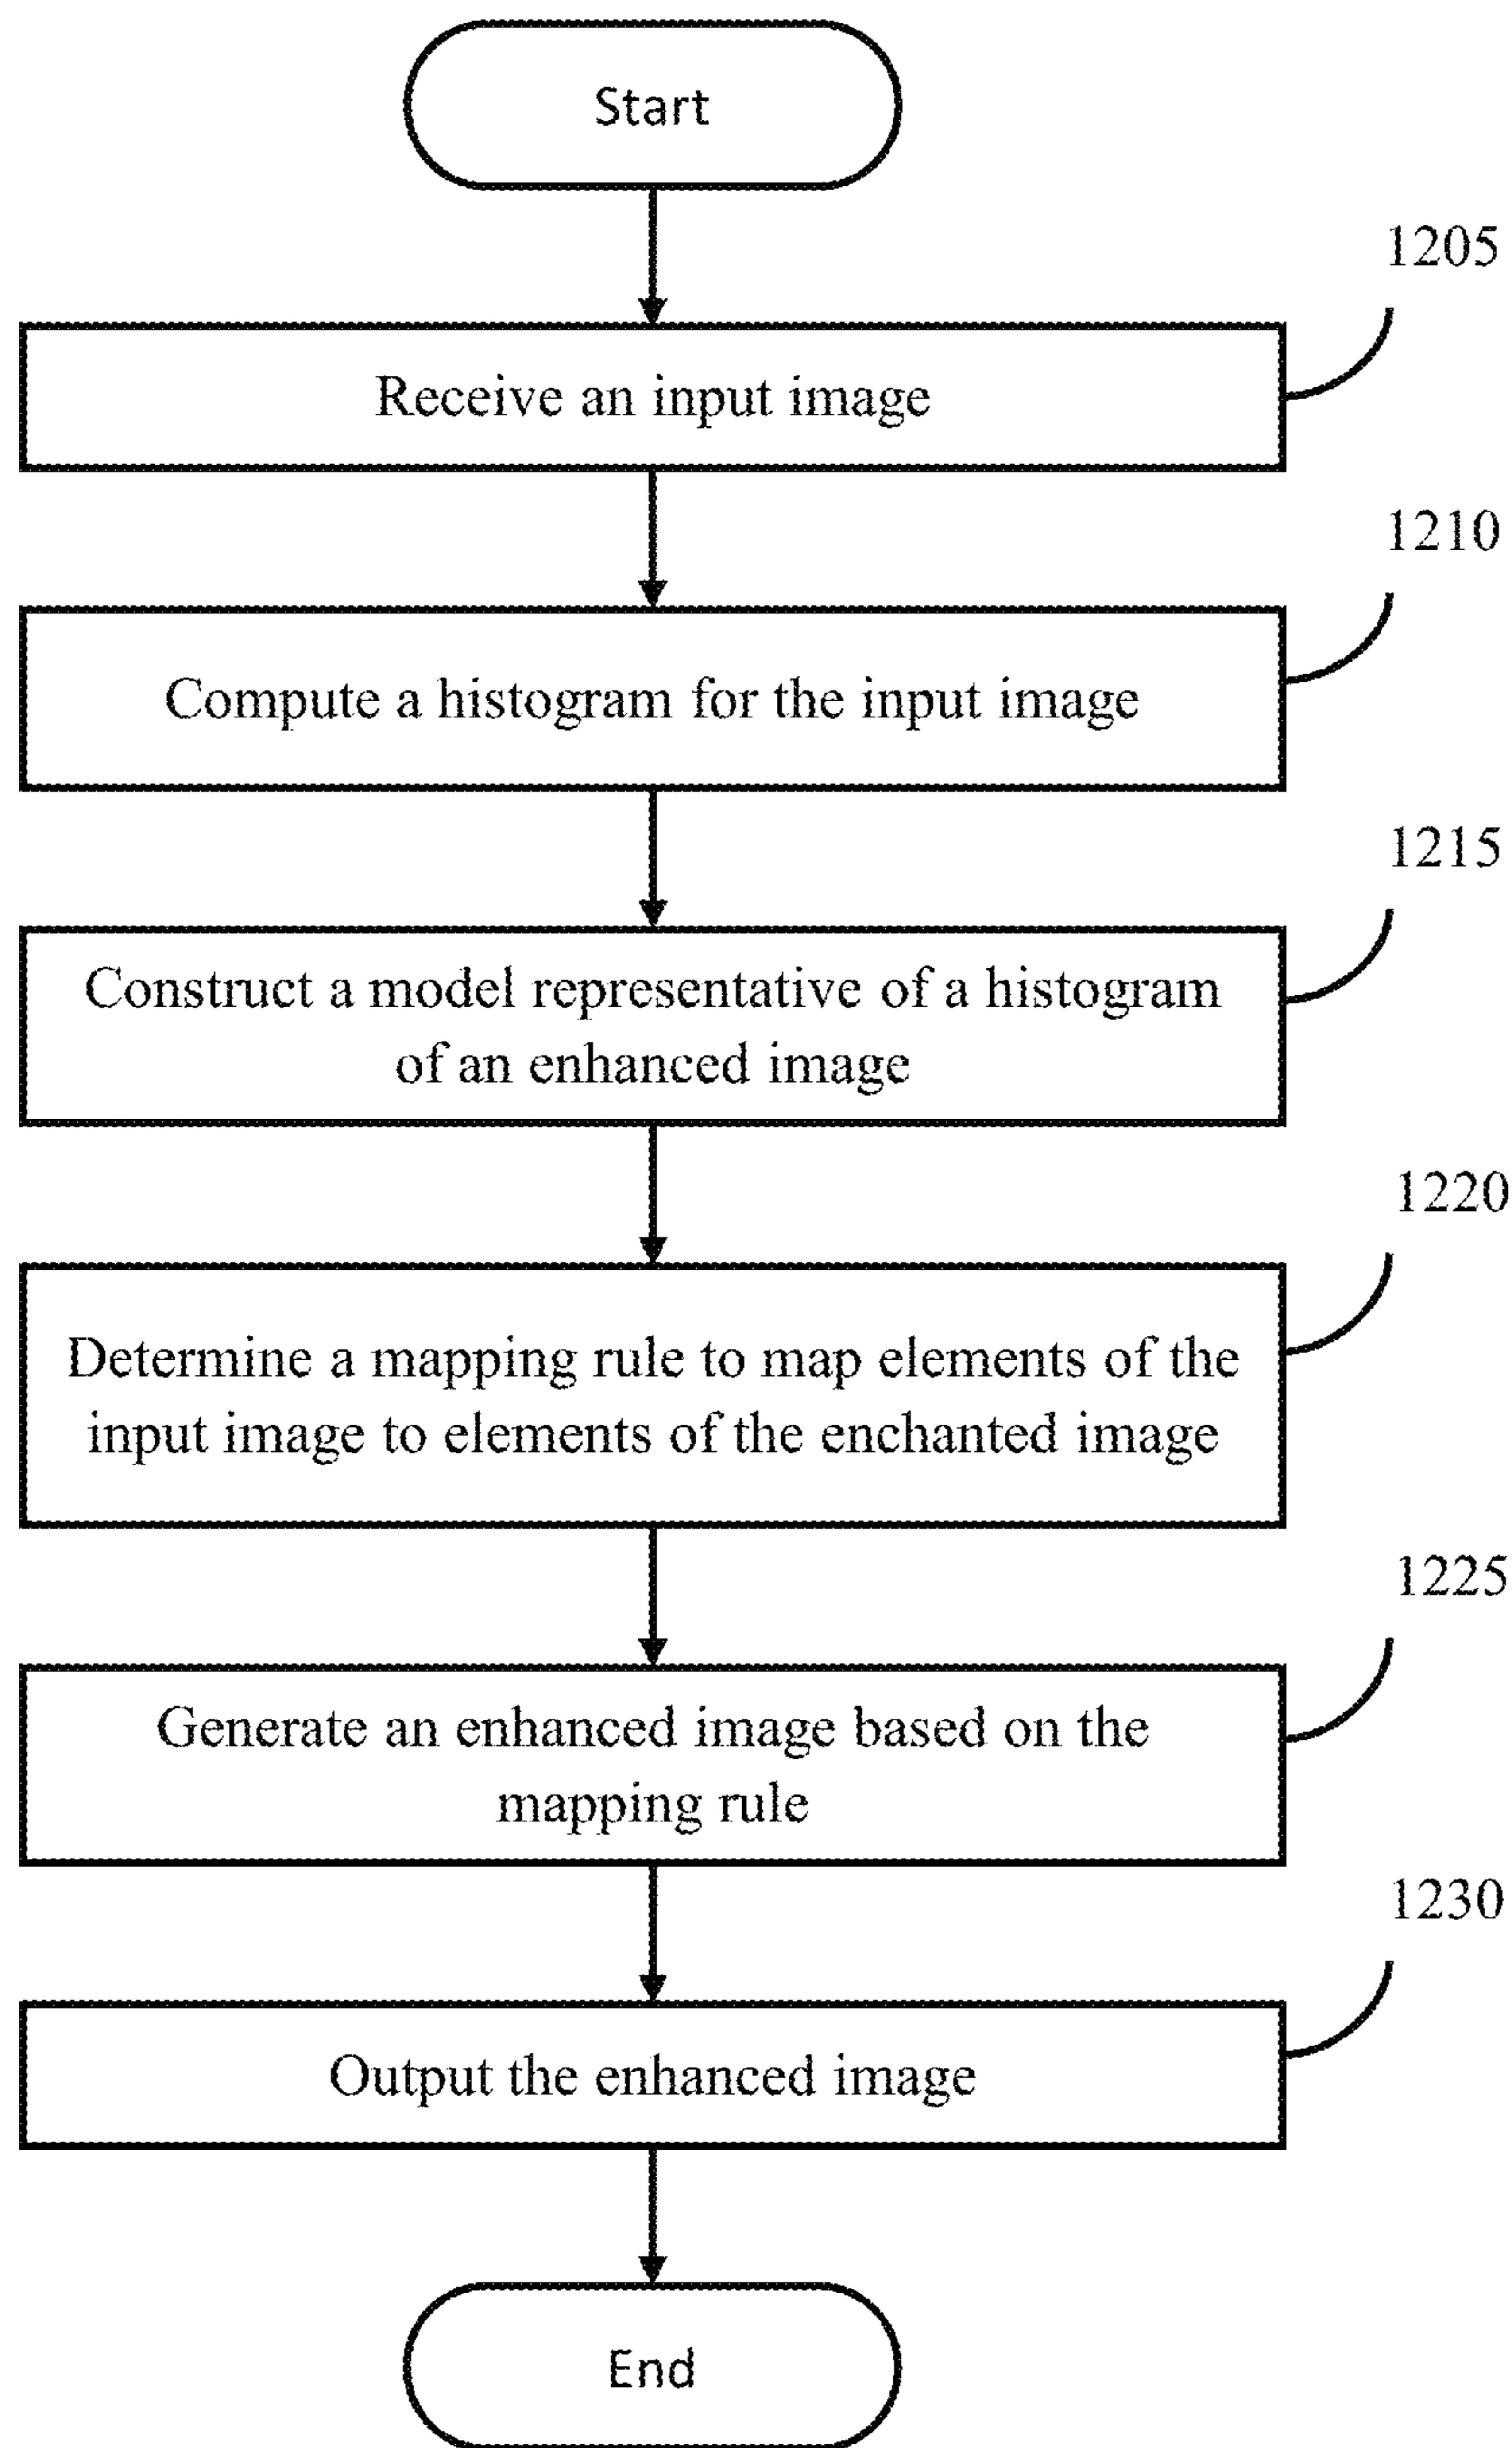 Start
1205
Receive an input image
1210
Compute a histogram for the input image
1215
Construct a model representative of a histogram
of an enhanced image
1220
Determine a mapping rule to map elements of the
input image to elements of the enchanted image
1225
Generate an enhanced image based on the
mapping rule
1230
Output the enhanced image
End